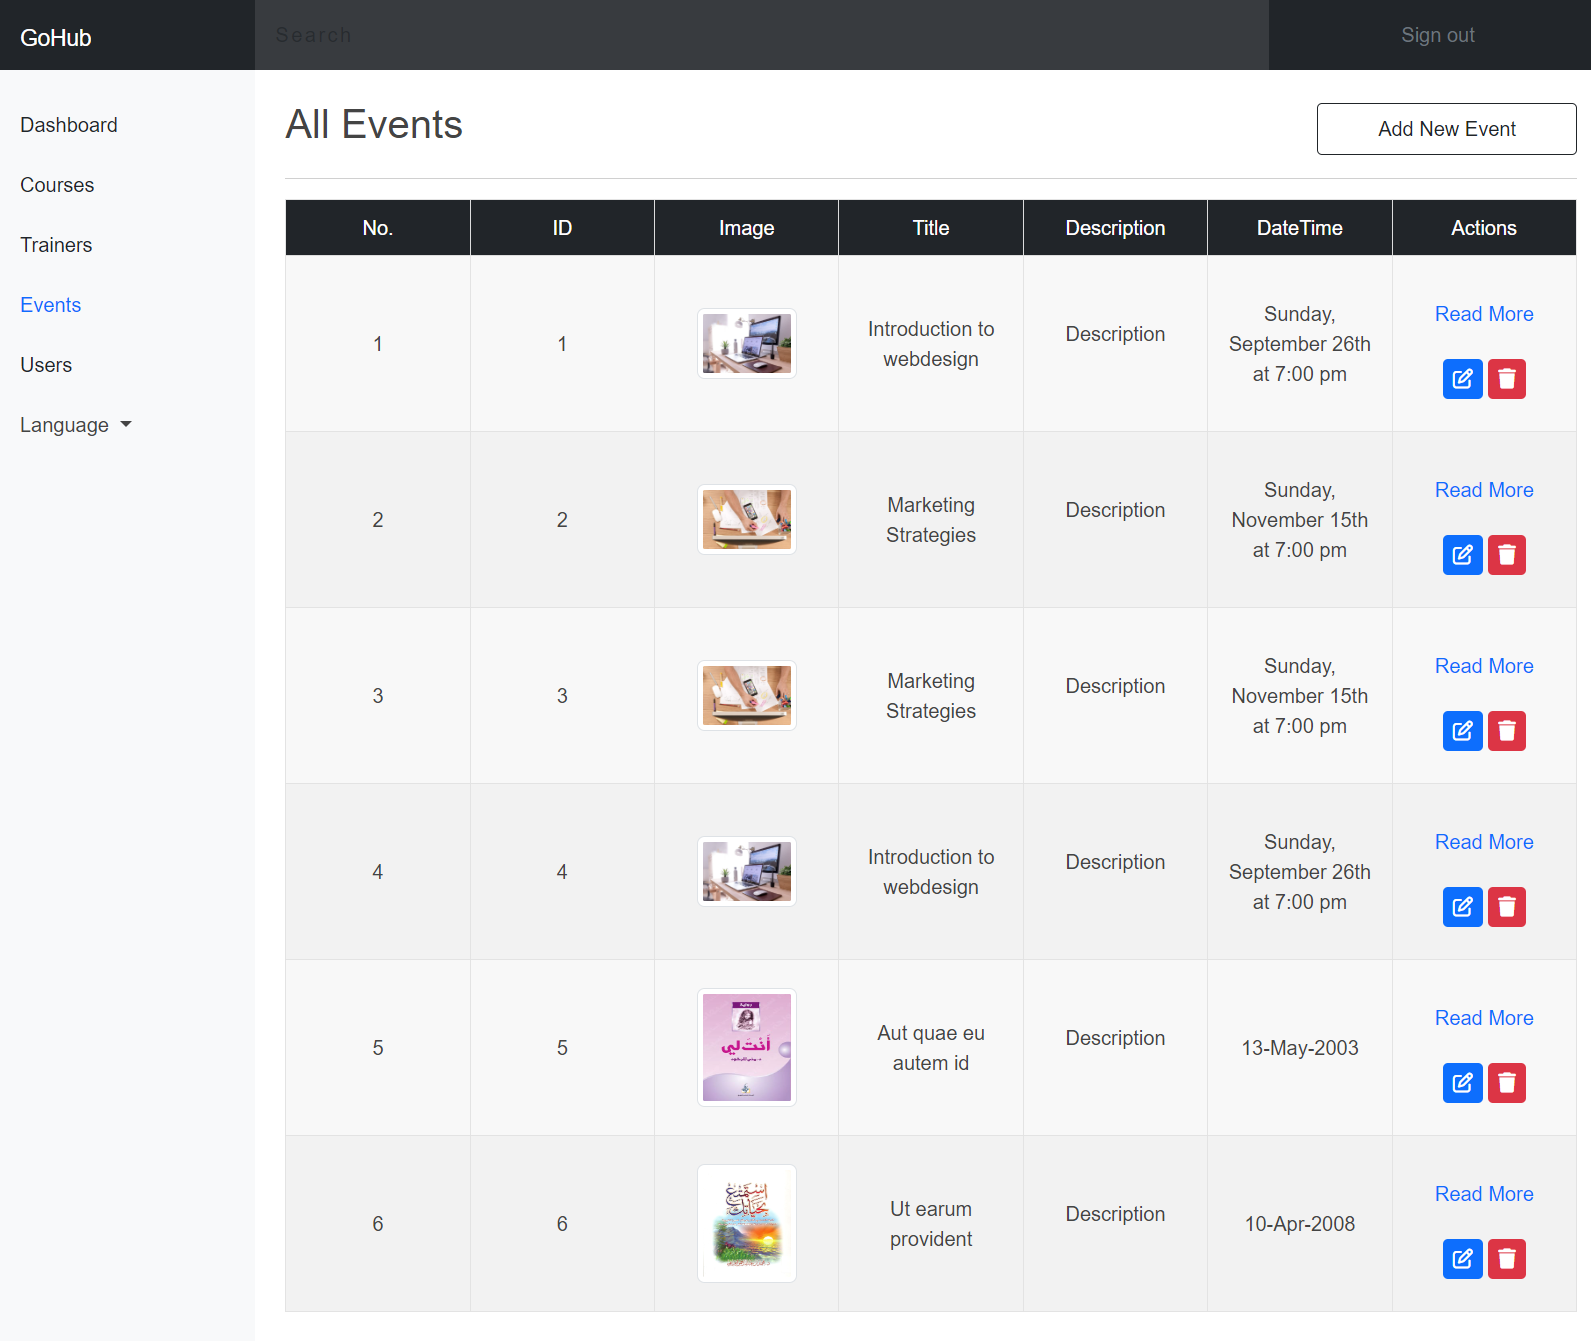 GoHub
Search
Sign out
Dashboard
Courses
Trainers
Events
Users
Language
All Events
Add New Event
No. ID Image Title Description DateTime Actions
1 1 Introduction to webdesign Description Sunday, September 26th at 7:00 pm Read More
2 2 Marketing Strategies Description Sunday, November 15th at 7:00 pm Read More
3 3 Marketing Strategies Description Sunday, November 15th at 7:00 pm Read More
4 4 Introduction to webdesign Description Sunday, September 26th at 7:00 pm Read More
رواية
أنت لي
5 5 Aut quae eu autem id Description 13-May-2003 Read More
استمتع
بحياتك
6 6 Ut earum provident Description 10-Apr-2008 Read More